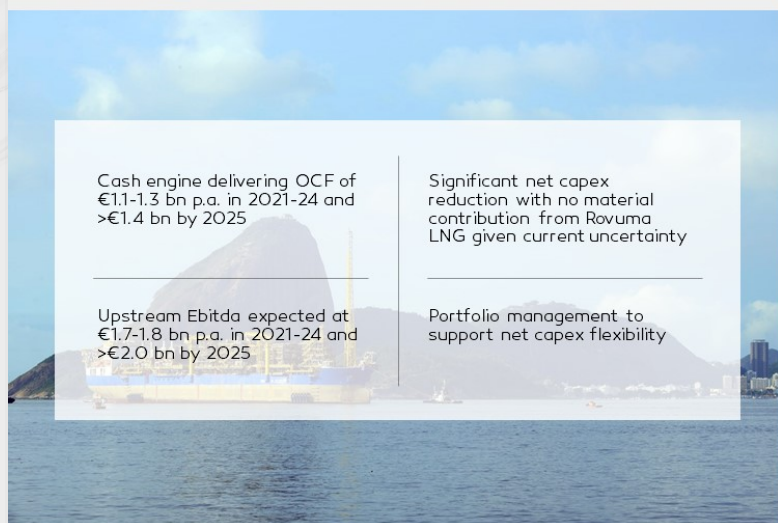 Cash engine delivering OCF of
€1.1-1.3 bn p.a. in 2021-24 and
>€1.4 bn by 2025
Significant net capex
reduction with no material
contribution from Rovuma
LNG given current uncertainty
Upstream Ebitda expected at
€1.7-1.8 bn p.a. in 2021-24 and
>€2.0 bn by 2025
Portfolio management to
support net capex flexibility